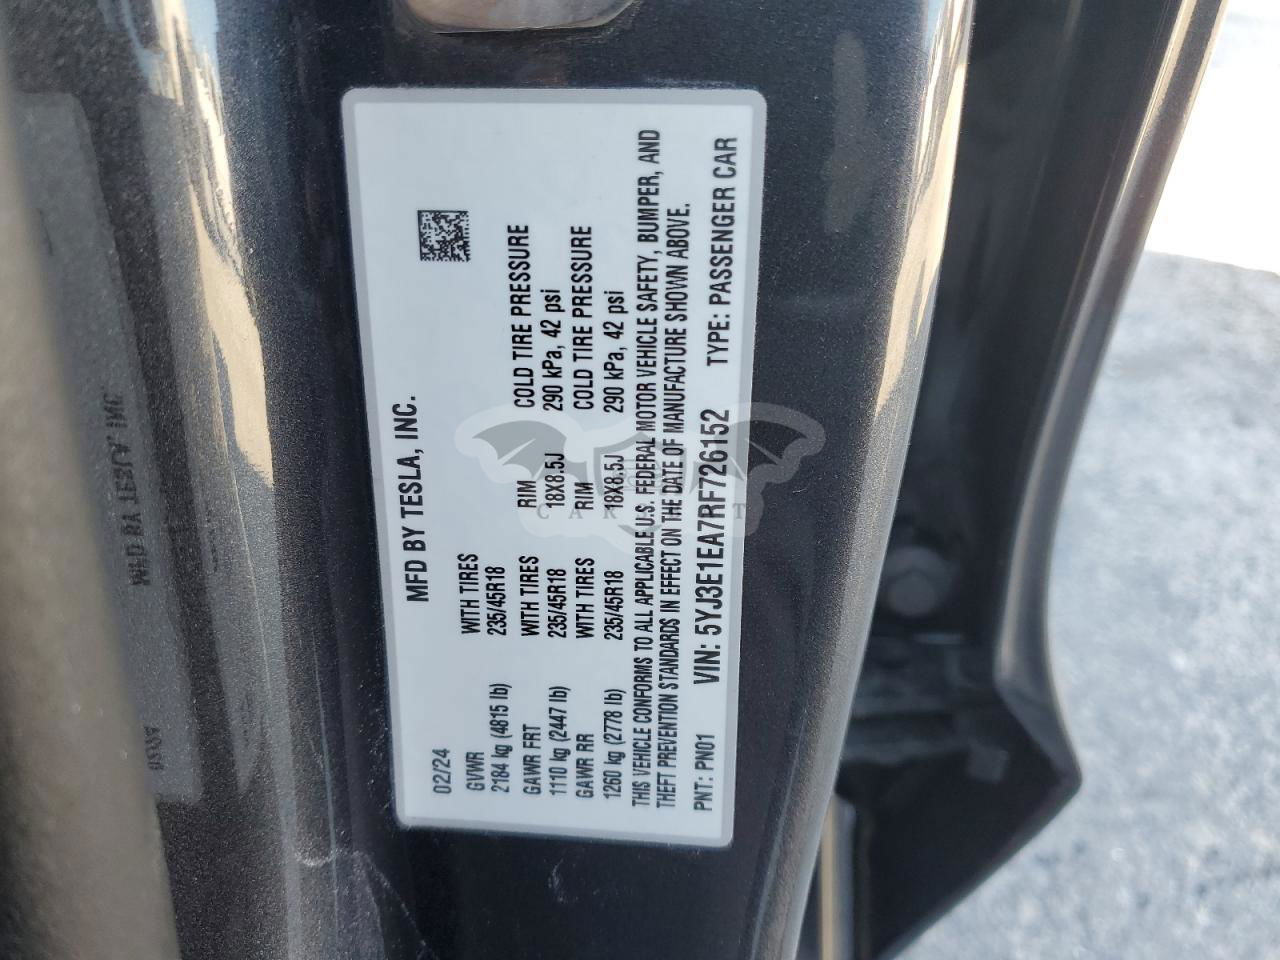 MFD BY TESLA, INC.
02/24
GVWR WITH TIRES
2184 kg (4815 lb) 235/45R18
GAWR FRT WITH TIRES RIM COLD TIRE PRESSURE
1110 kg (2447 lb) 235/45R18 18X8.5J 290 kPa, 42 psi
GAWR RR WITH TIRES RIM COLD TIRE PRESSURE
1260 kg (2778 lb) 235/45R18 18X8.5J 290 kPa, 42 psi
THIS VEHICLE CONFORMS TO ALL APPLICABLE U.S. FEDERAL MOTOR VEHICLE SAFETY, BUMPER, AND
THEFT PREVENTION STANDARDS IN EFFECT ON THE DATE OF MANUFACTURE SHOWN ABOVE.
PNT: PN01 VIN: 5YJ3E1EA7RF726152 TYPE: PASSENGER CAR